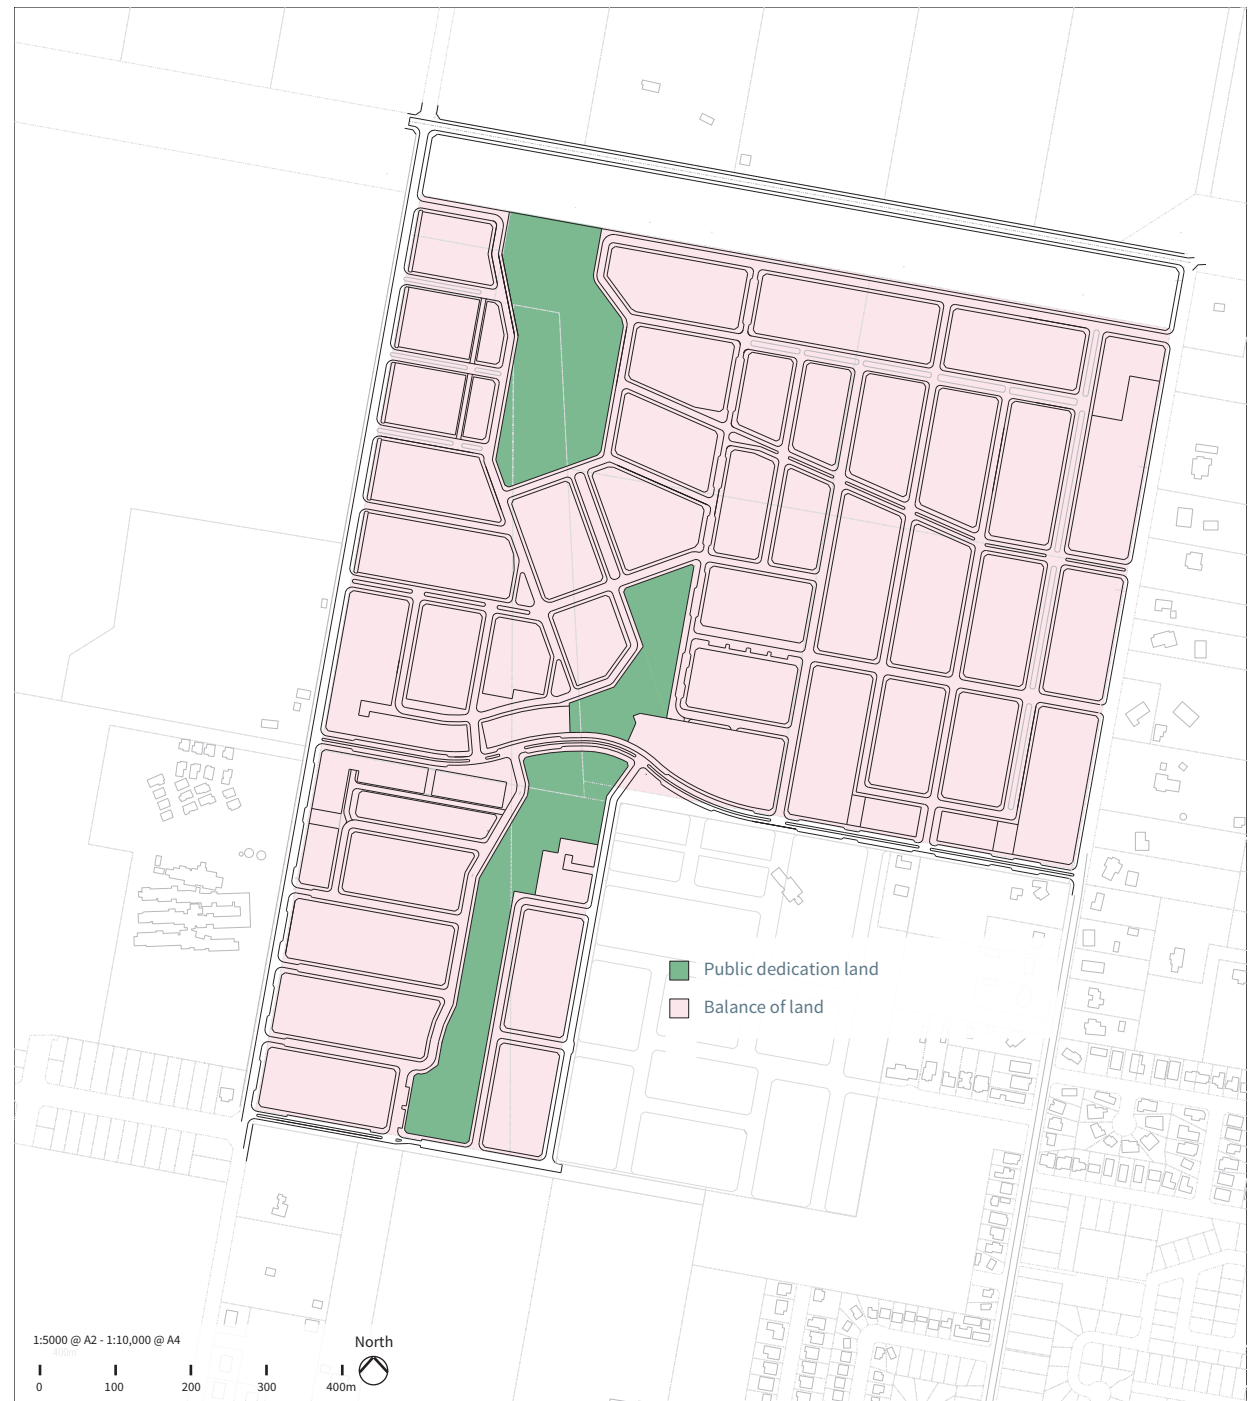 Public dedication land
Balance of land
1:5000 @ A2 - 1:10,000 @ A4
400m
North
0 100 200 300 400m